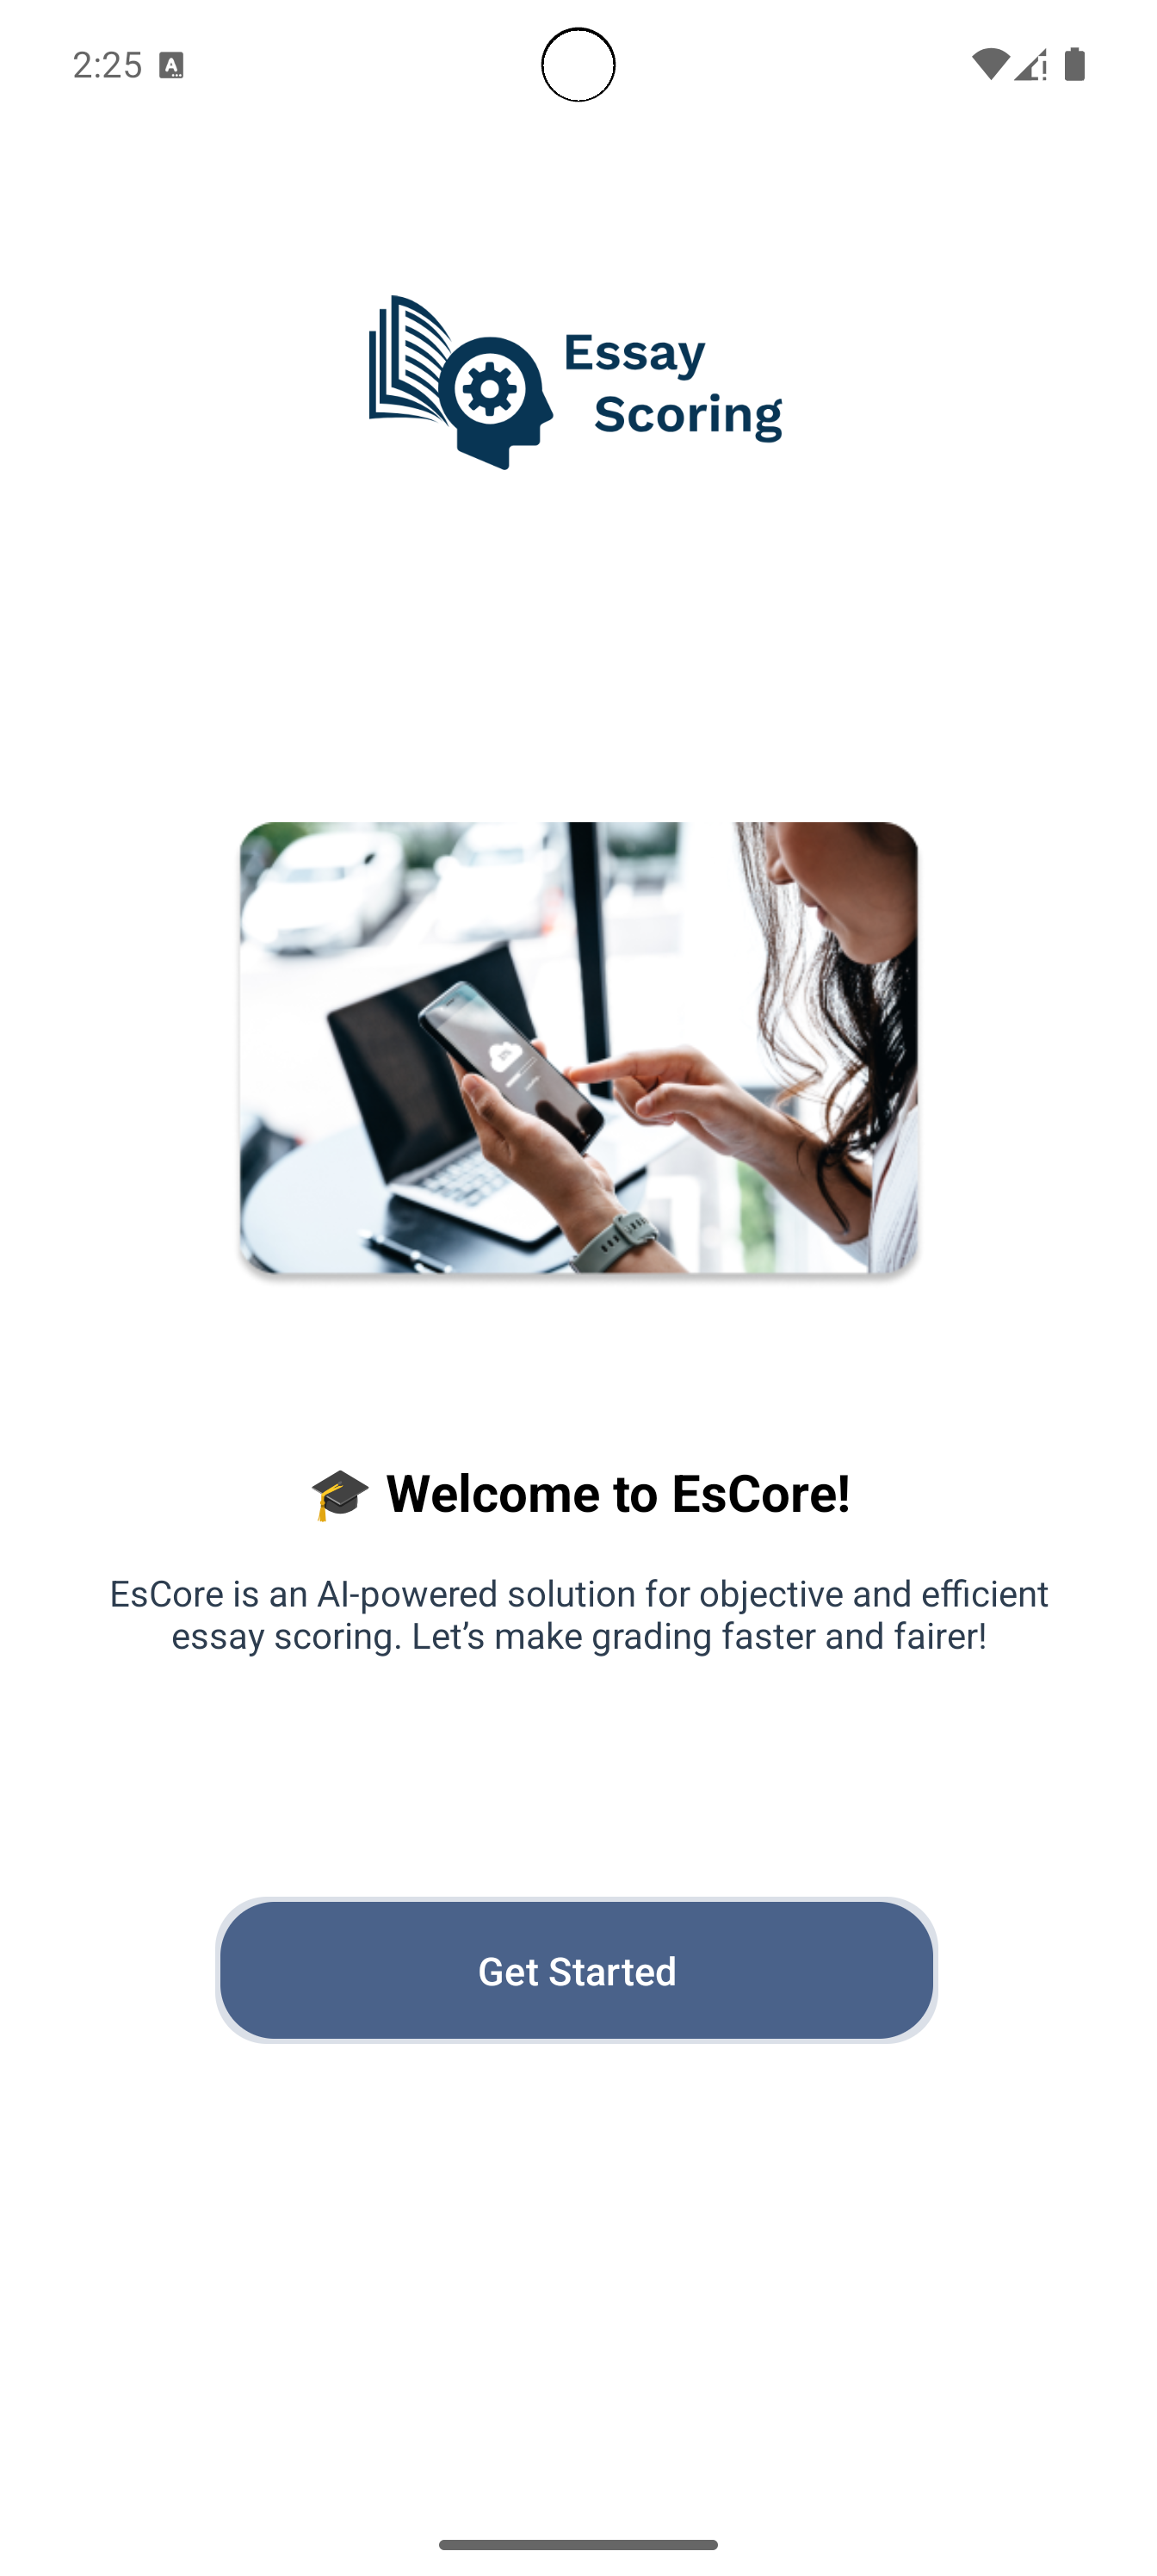 2:25
Essay
Scoring
🎓 Welcome to EsCore!
EsCore is an AI-powered solution for objective and efficient
essay scoring. Let’s make grading faster and fairer!
Get Started